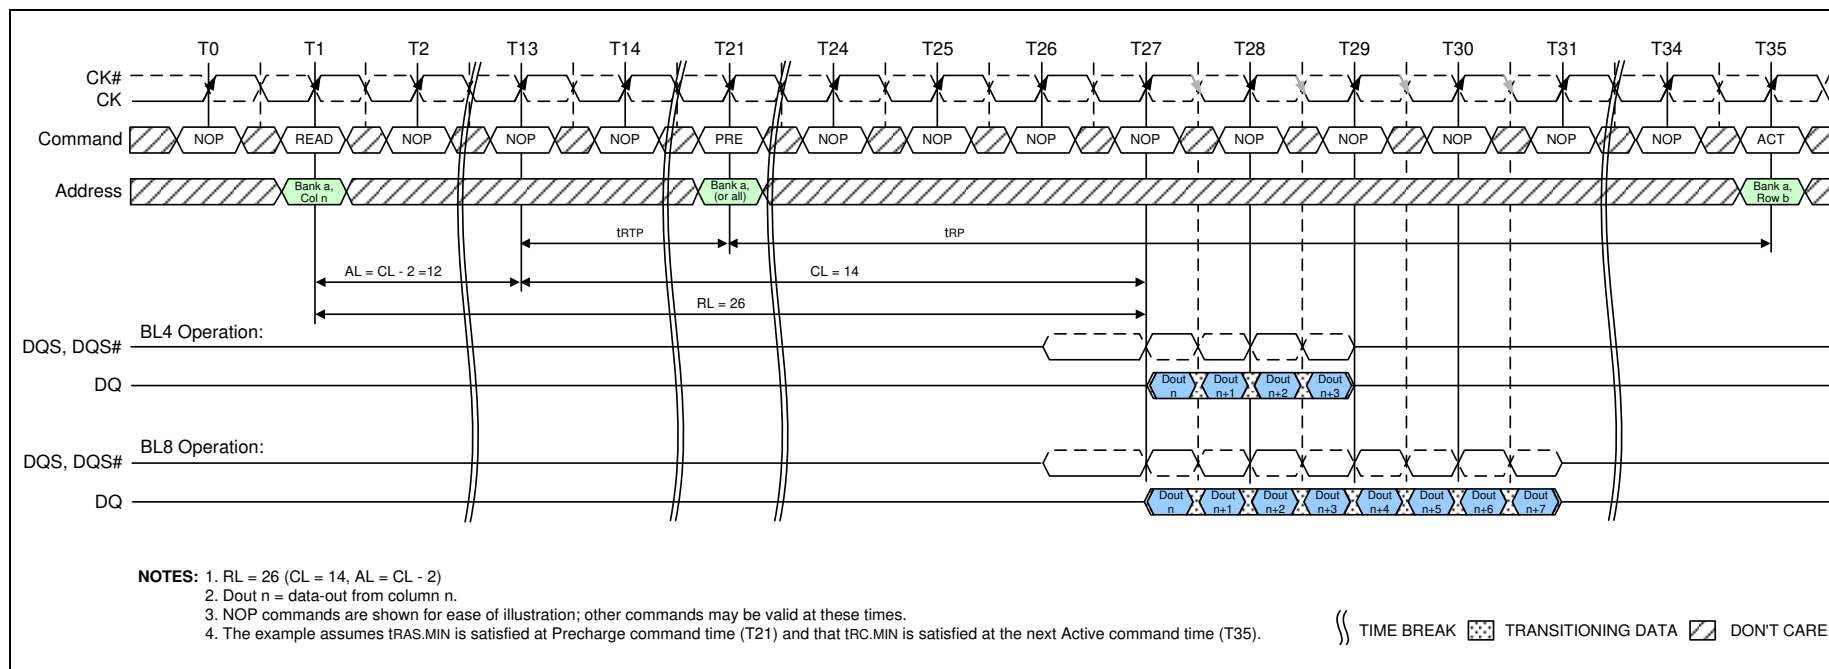 T0 T1 T2 T13 T14 T21 T24 T25 T26 T27 T28 T29 T30 T31 T34 T35
CK#
CK
Command NOP READ NOP NOP NOP PRE NOP NOP NOP NOP NOP NOP NOP NOP NOP ACT
Address
Bank a,
Col n
Bank a,
(or all)
Bank a,
Row b
tRTP tRP
AL = CL - 2 =12 CL = 14
RL = 26
BL4 Operation:
DQS, DQS#
DQ
Dout
n
Dout
n+1
Dout
n+2
Dout
n+3
BL8 Operation:
DQS, DQS#
DQ
Dout
n
Dout
n+1
Dout
n+2
Dout
n+3
Dout
n+4
Dout
n+5
Dout
n+6
Dout
n+7
NOTES: 1. RL = 26 (CL = 14, AL = CL - 2)
2. Dout n = data-out from column n.
3. NOP commands are shown for ease of illustration; other commands may be valid at these times.
4. The example assumes tRAS.MIN is satisfied at Precharge command time (T21) and that tRC.MIN is satisfied at the next Active command time (T35).
TIME BREAK TRANSITIONING DATA DON'T CARE